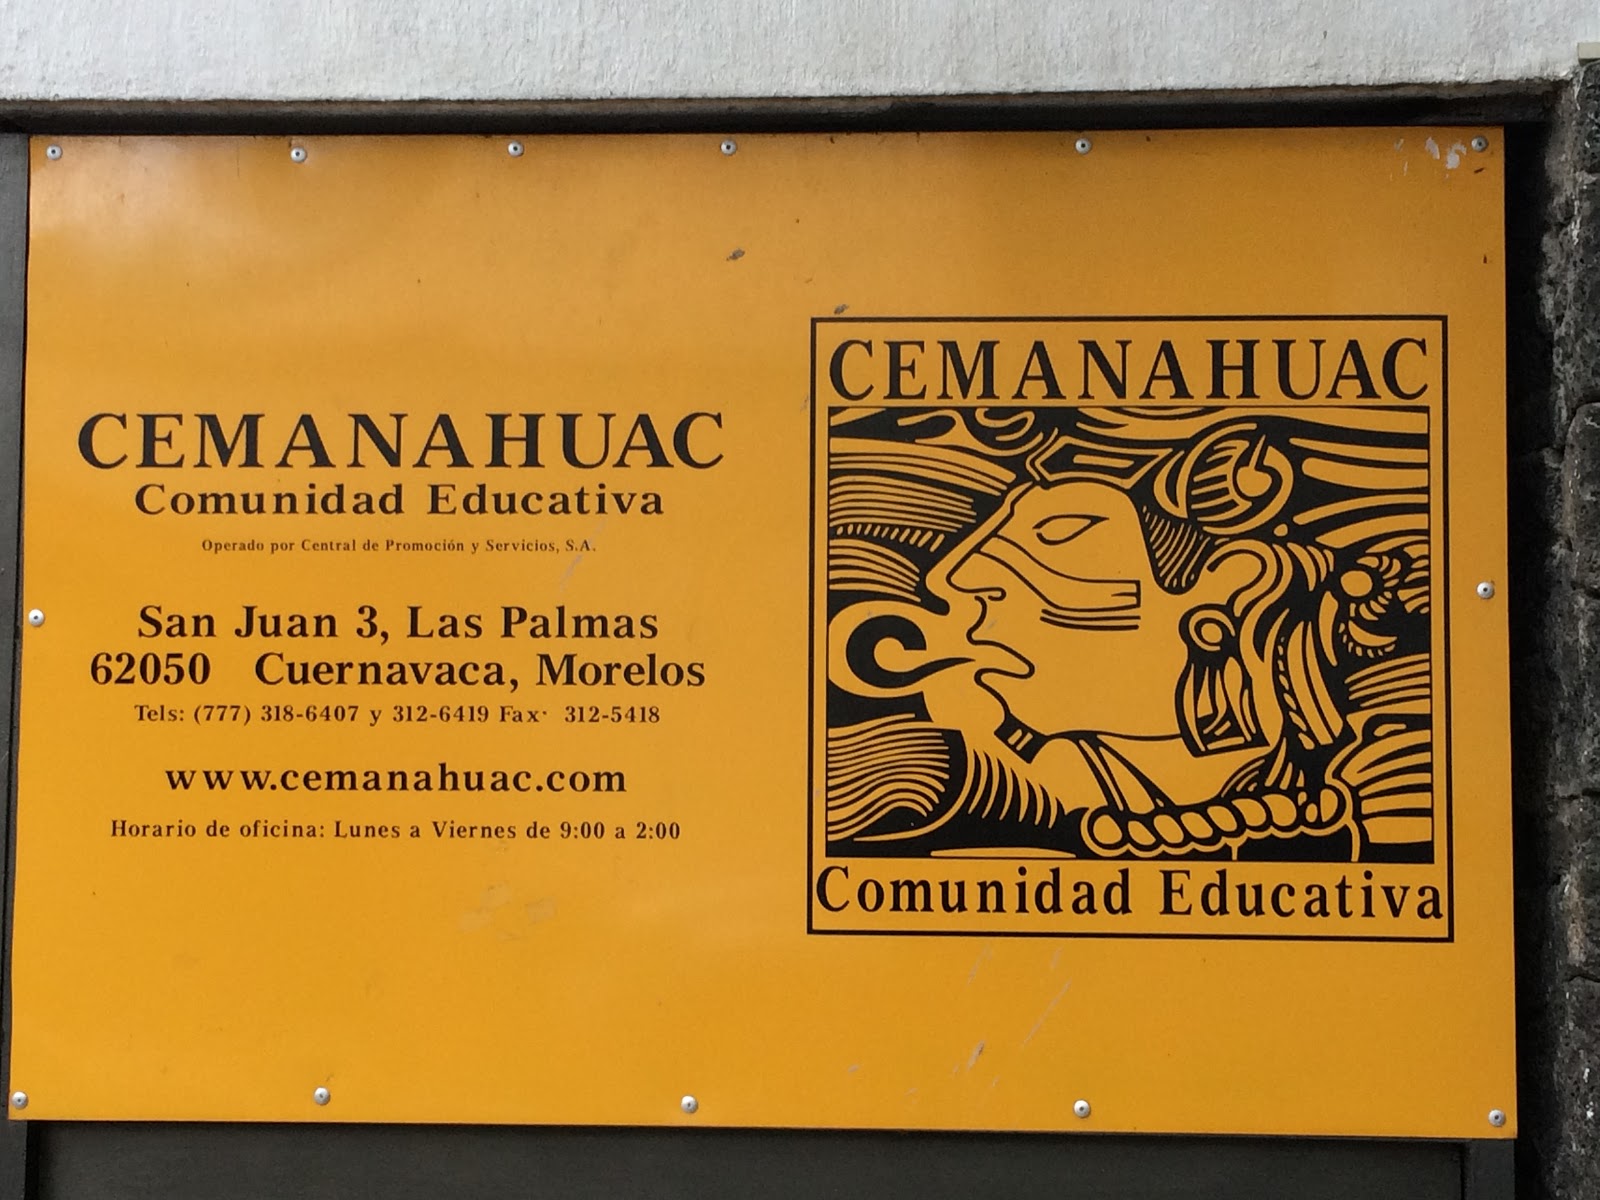 CEMANAHUAC
Comunidad Educativa
Operado por Central de Promoción y Servicios, S.A.
San Juan 3, Las Palmas
62050 Cuernavaca, Morelos
Tels: (777) 318-6407 y 312-6419 Fax· 312-5418
www.cemanahuac.com
Horario de oficina: Lunes a Viernes de 9:00 a 2:00
CEMANAHUAC
Comunidad Educativa